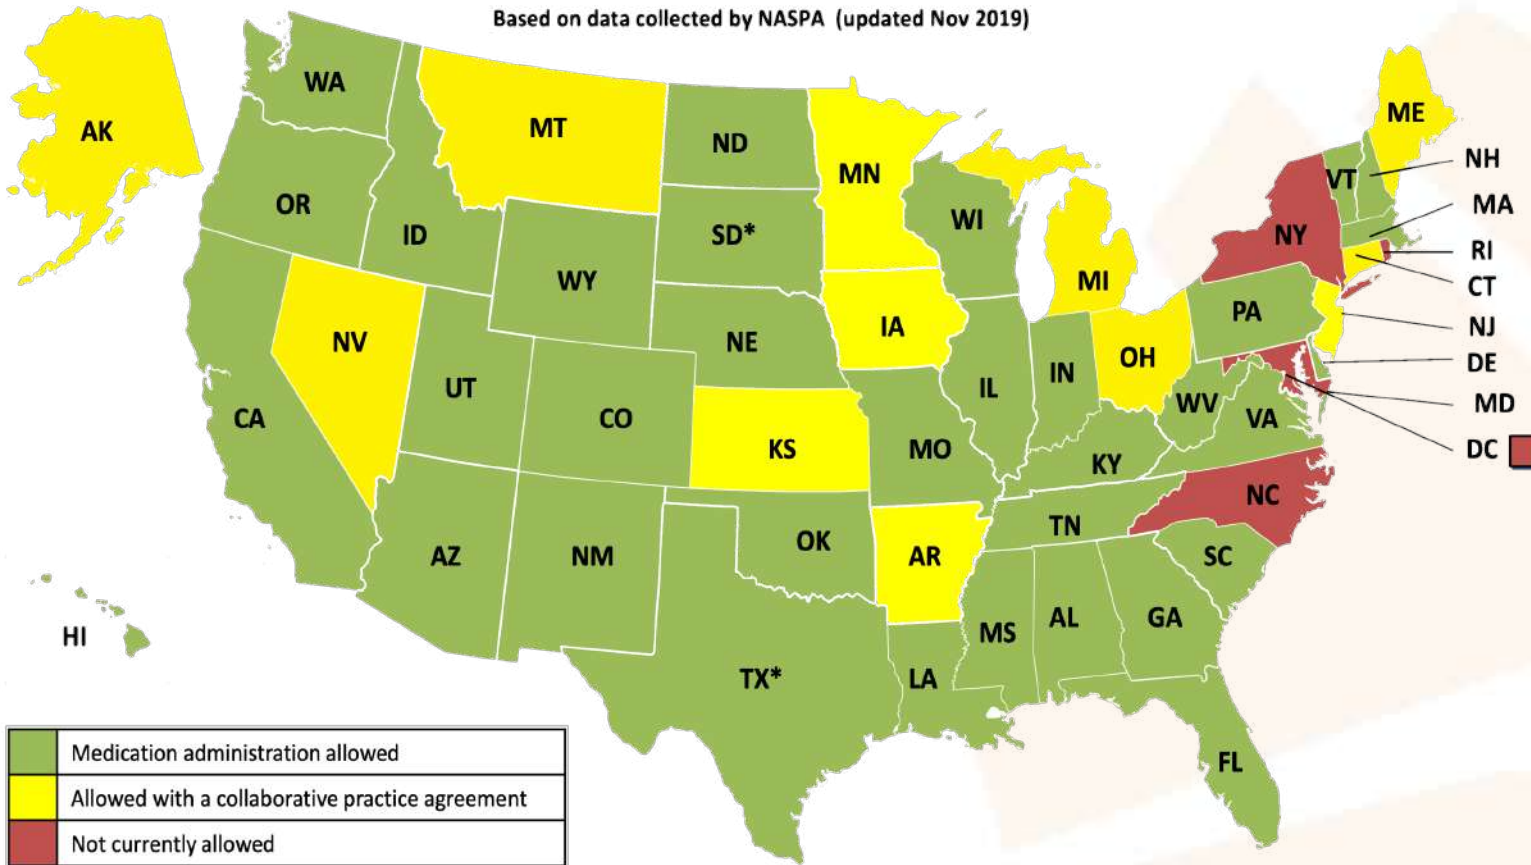 Based on data collected by NASPA (updated Nov 2019)
WA
AK
MT
ND
MN
ME
NH
VT
MA
OR
ID
SD*
WI
NY
RI
CT
WY
MI
PA
NJ
IA
NV
NE
OH
DE
IN
UT
IL
WV
MD
CA
CO
VA
KS
MO
DC
KY
NC
TN
OK
AZ
NM
AR
SC
HI
MS
AL
GA
TX*
LA
FL
Medication administration allowed
Allowed with a collaborative practice agreement
Not currently allowed